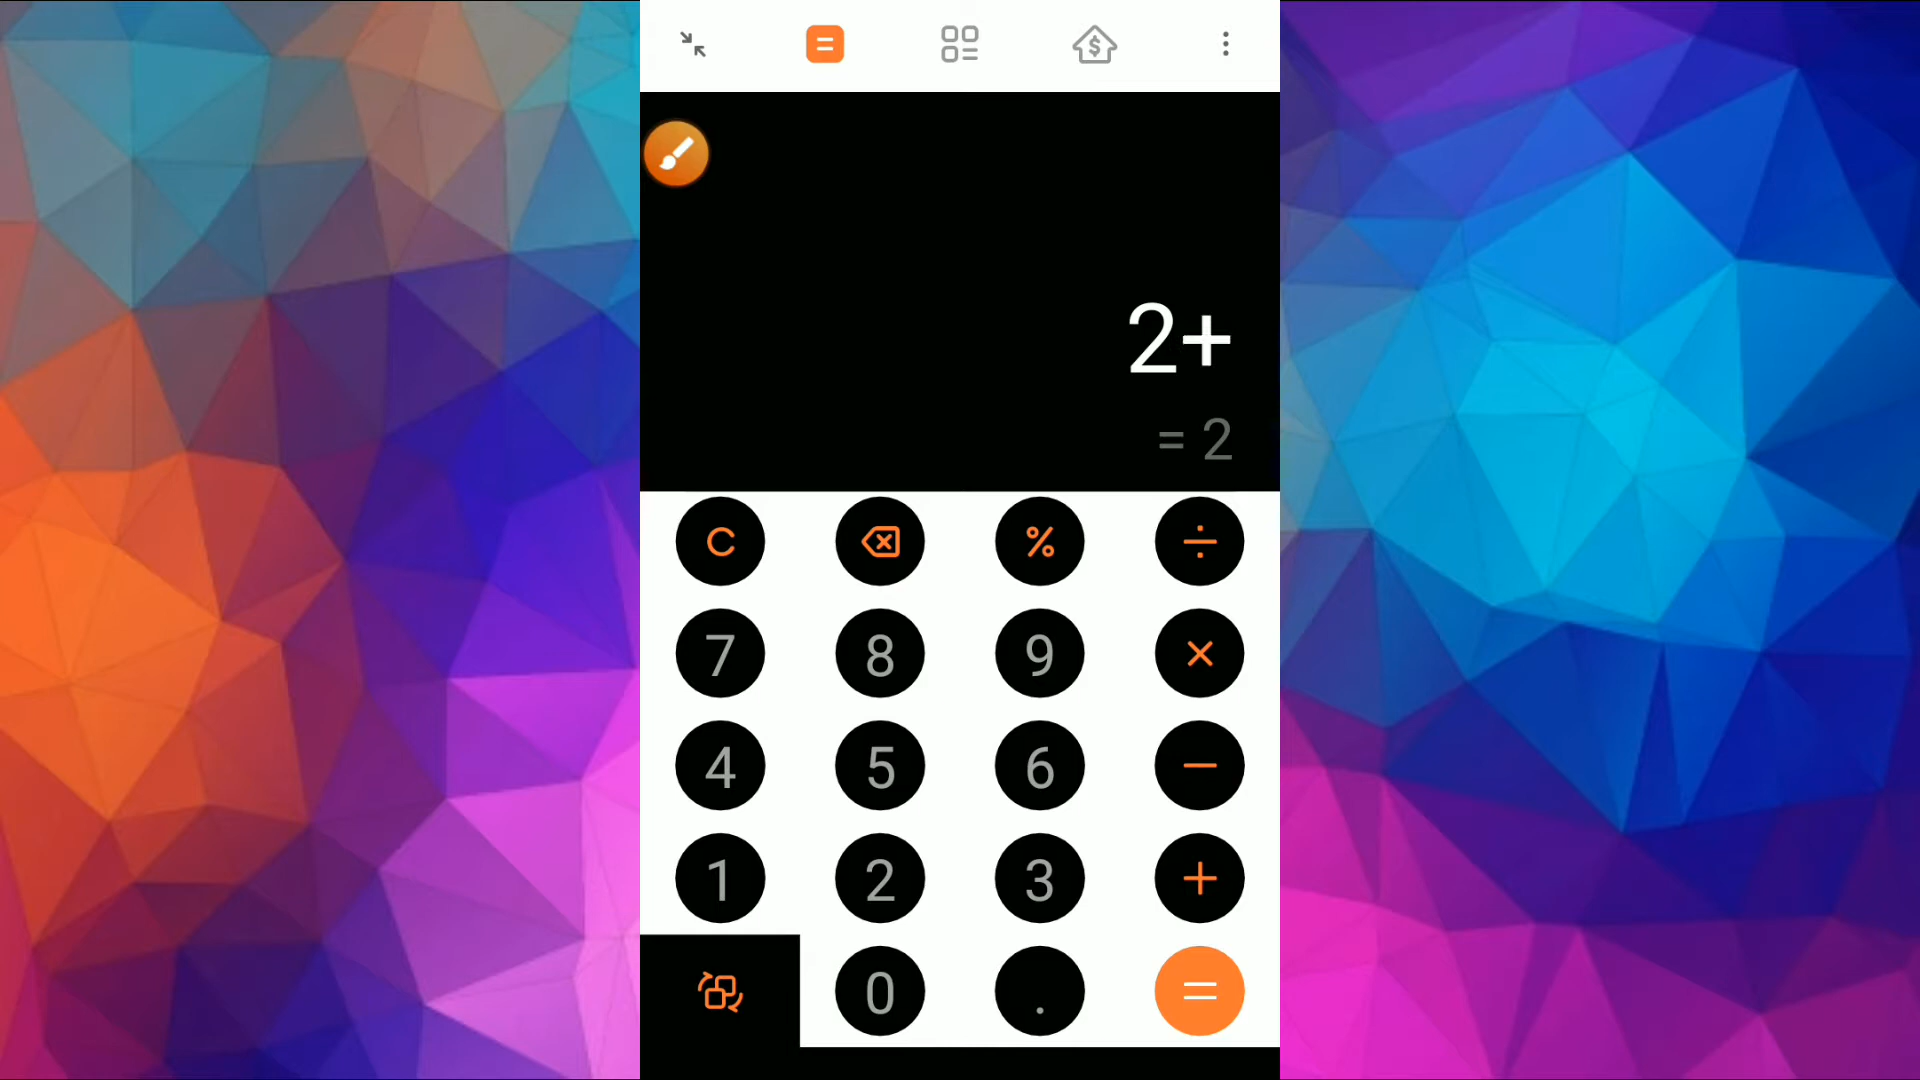 2+
= 2
C % ÷
7 8 9 ×
4 5 6 −
1 2 3 +
0 . =